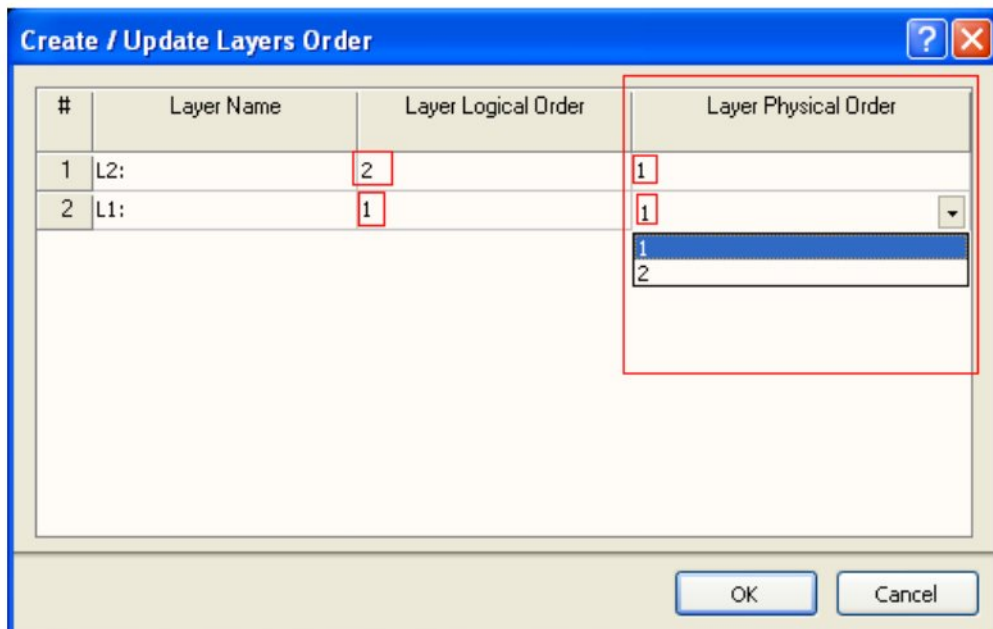 Create / Update Layers Order
# Layer Name Layer Logical Order Layer Physical Order
1 L2: 2 1
2 L1: 1 1
1
2
OK Cancel